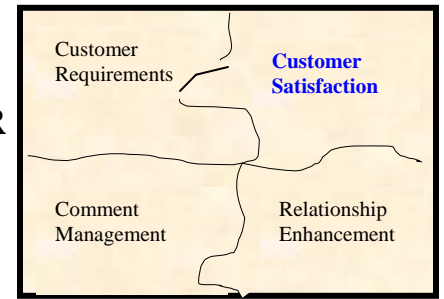 Customer
Requirements
Customer
Satisfaction
R
Comment
Management
Relationship
Enhancement